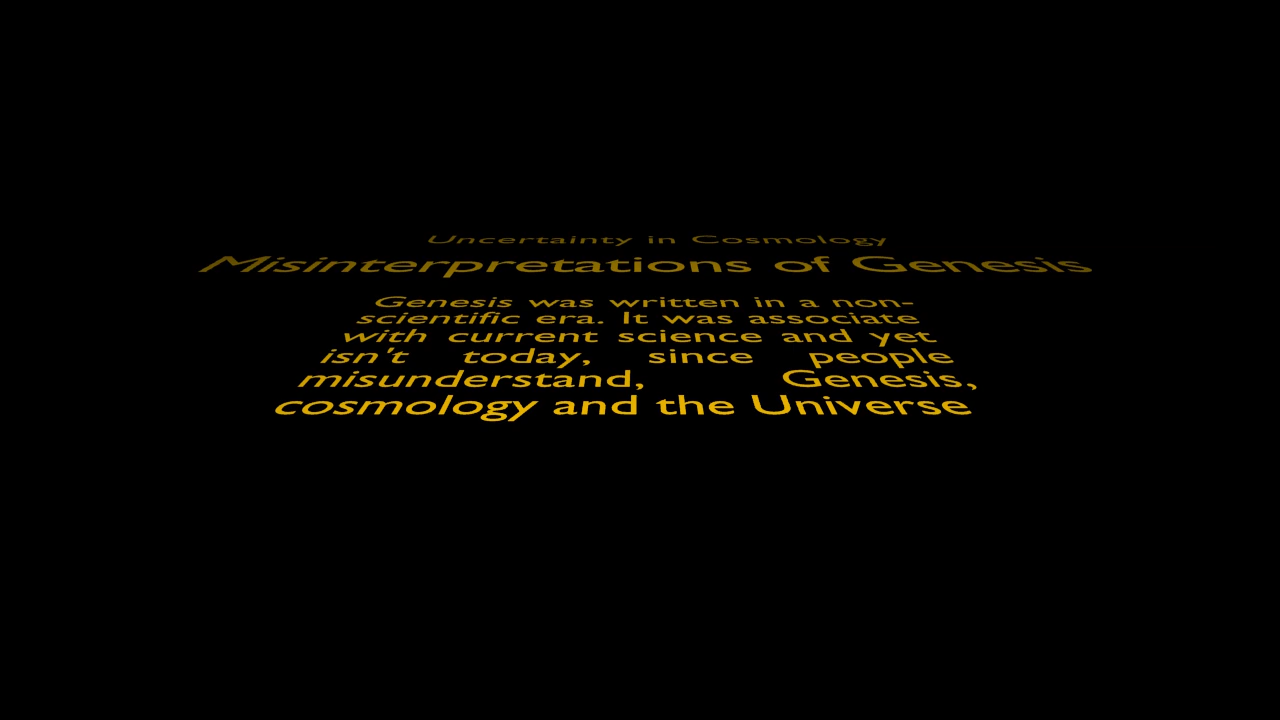 Uncertainty in Cosmology
Misinterpretations of Genesis
Genesis was written in a non-
scientific era. It was associate
with current science and yet
isn't today, since people
misunderstand, Genesis,
cosmology and the Universe